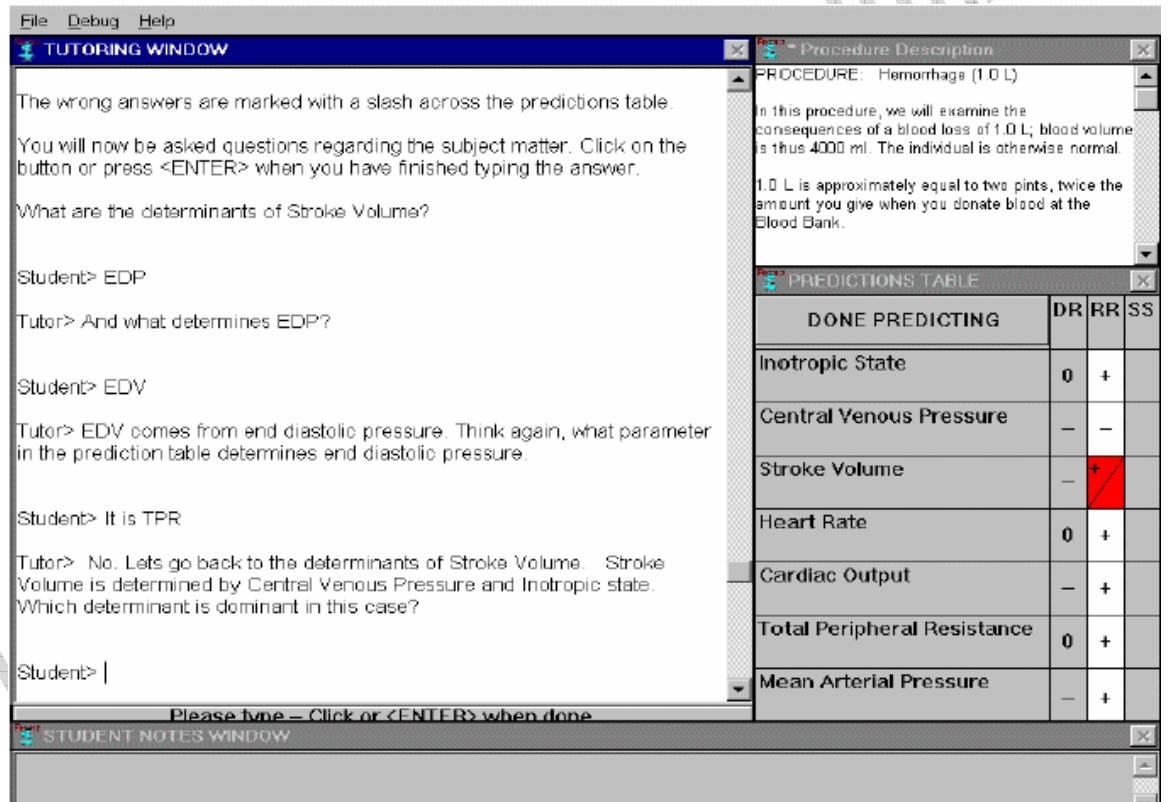 File Debug Help
TUTORING WINDOW
The wrong answers are marked with a slash across the predictions table.
You will now be asked questions regarding the subject matter. Click on the
button or press <ENTER> when you have finished typing the answer.
What are the determinants of Stroke Volume?
Student> EDP
Tutor> And what determines EDP?
Student> EDV
Tutor> EDV comes from end diastolic pressure. Think again, what parameter
in the prediction table determines end diastolic pressure.
Student> It is TPR
Tutor> No. Lets go back to the determinants of Stroke Volume. Stroke
Volume is determined by Central Venous Pressure and Inotropic state.
Which determinant is dominant in this case?
Student>
Please type – Click or <ENTER> when done
Procedure Description
PROCEDURE: Hemorrhage (1.0 L)
In this procedure, we will examine the
consequences of a blood loss of 1.0 L; blood volume
is thus 4000 ml. The individual is otherwise normal.
1.0 L is approximately equal to two pints, twice the
amount you give when you donate blood at the
Blood Bank.
PREDICTIONS TABLE
DONE PREDICTING DR RR SS
Inotropic State 0 +
Central Venous Pressure – –
Stroke Volume – +
Heart Rate 0 +
Cardiac Output – +
Total Peripheral Resistance 0 +
Mean Arterial Pressure – +
STUDENT NOTES WINDOW